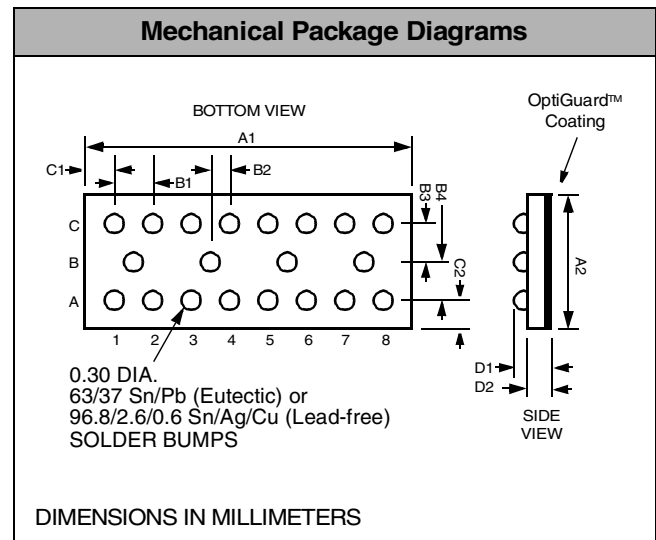 Mechanical Package Diagrams
BOTTOM VIEW
OptiGuard™
Coating
A1
C1
B1
B2
B3
B4
C2
A2
C
B
A
1 2 3 4 5 6 7 8
D1
D2
SIDE
VIEW
0.30 DIA.
63/37 Sn/Pb (Eutectic) or
96.8/2.6/0.6 Sn/Ag/Cu (Lead-free)
SOLDER BUMPS
DIMENSIONS IN MILLIMETERS